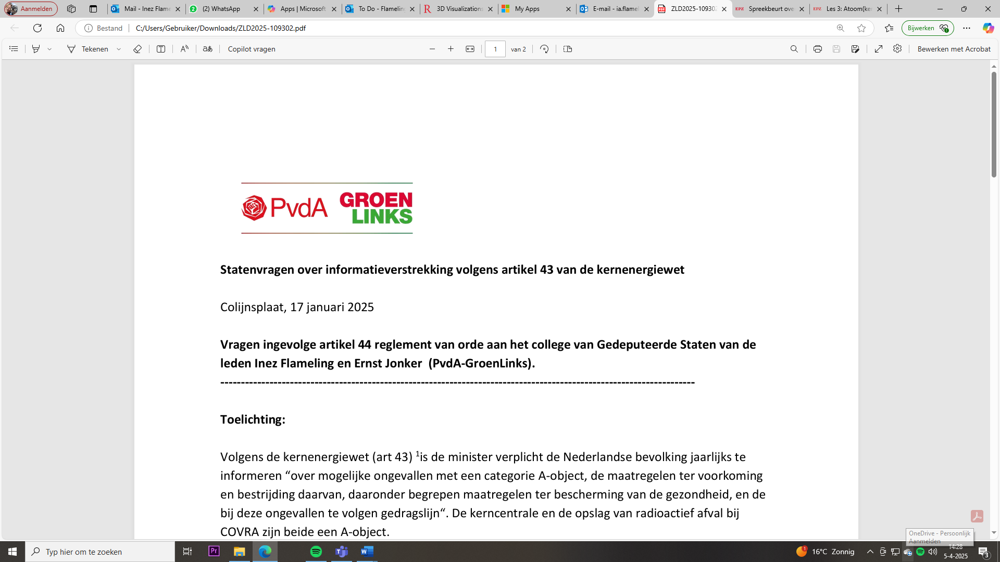 Aanmelden
Mail - Inez Flame
(2) WhatsApp
Apps | Microsoft
To Do - Flameling
3D Visualizations
My Apps
E-mail - ia.flamel
ZLD2025-109302
Spreekbeurt ove
Les 3: Atoom(ke
Bestand
C:/Users/Gebruiker/Downloads/ZLD2025-109302.pdf
Bijwerken
Tekenen
Copilot vragen
1 van 2
Bewerken met Acrobat
PvdA GROEN LINKS
Statenvragen over informatieverstrekking volgens artikel 43 van de kernenergiewet
Colijnsplaat, 17 januari 2025
Vragen ingevolge artikel 44 reglement van orde aan het college van Gedeputeerde Staten van de
leden Inez Flameling en Ernst Jonker (PvdA-GroenLinks).
--------------------------------------------------------------------------------------------------------------------
Toelichting:
Volgens de kernenergiewet (art 43) ¹is de minister verplicht de Nederlandse bevolking jaarlijks te
informeren “over mogelijke ongevallen met een categorie A-object, de maatregelen ter voorkoming
en bestrijding daarvan, daaronder begrepen maatregelen ter bescherming van de gezondheid, en de
bij deze ongevallen te volgen gedragslijn“. De kerncentrale en de opslag van radioactief afval bij
COVRA zijn beide een A-object.
OneDrive - Persoonlijk
Aanmelden
Typ hier om te zoeken
16°C Zonnig
14:28
5-4-2025
3